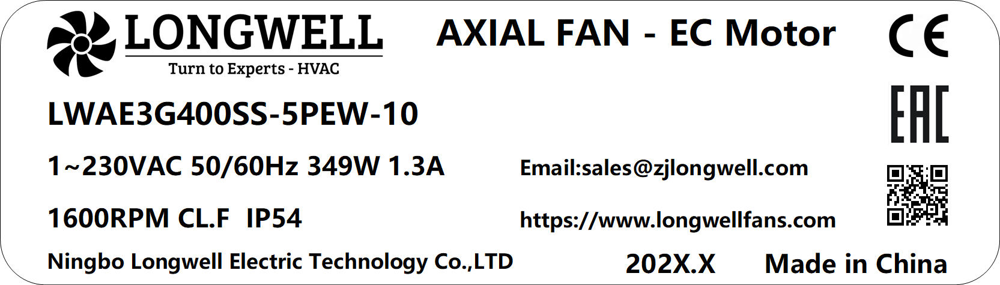 LONGWELL
Turn to Experts - HVAC
AXIAL FAN - EC Motor
CE
EAC
LWAE3G400SS-5PEW-10
1~230VAC 50/60Hz 349W 1.3A
Email:sales@zjlongwell.com
1600RPM CL.F IP54
https://www.longwellfans.com
Ningbo Longwell Electric Technology Co.,LTD
202X.X
Made in China